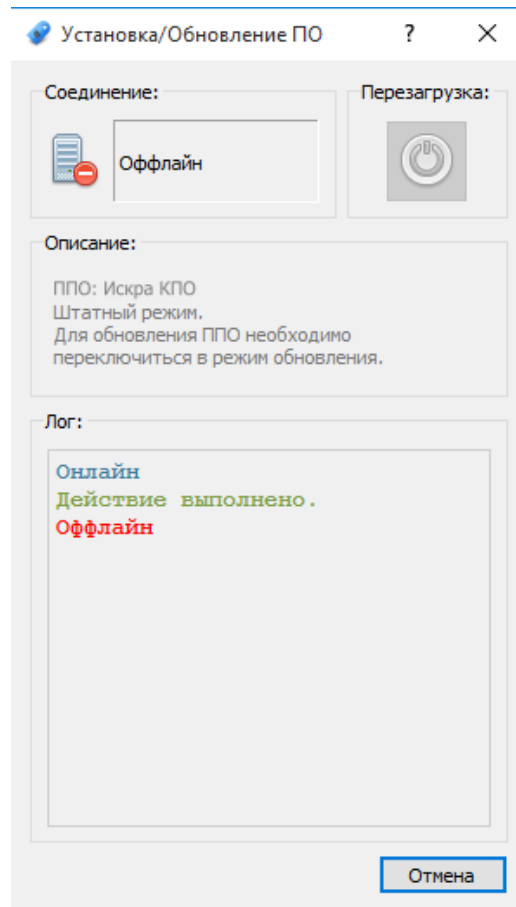 Установка/Обновление ПО
?
Соединение:
Перезагрузка:
Оффлайн
Описание:
ППО: Искра КПО
Штатный режим.
Для обновления ППО необходимо
переключиться в режим обновления.
Лог:
Онлайн
Действие выполнено.
Оффлайн
Отмена